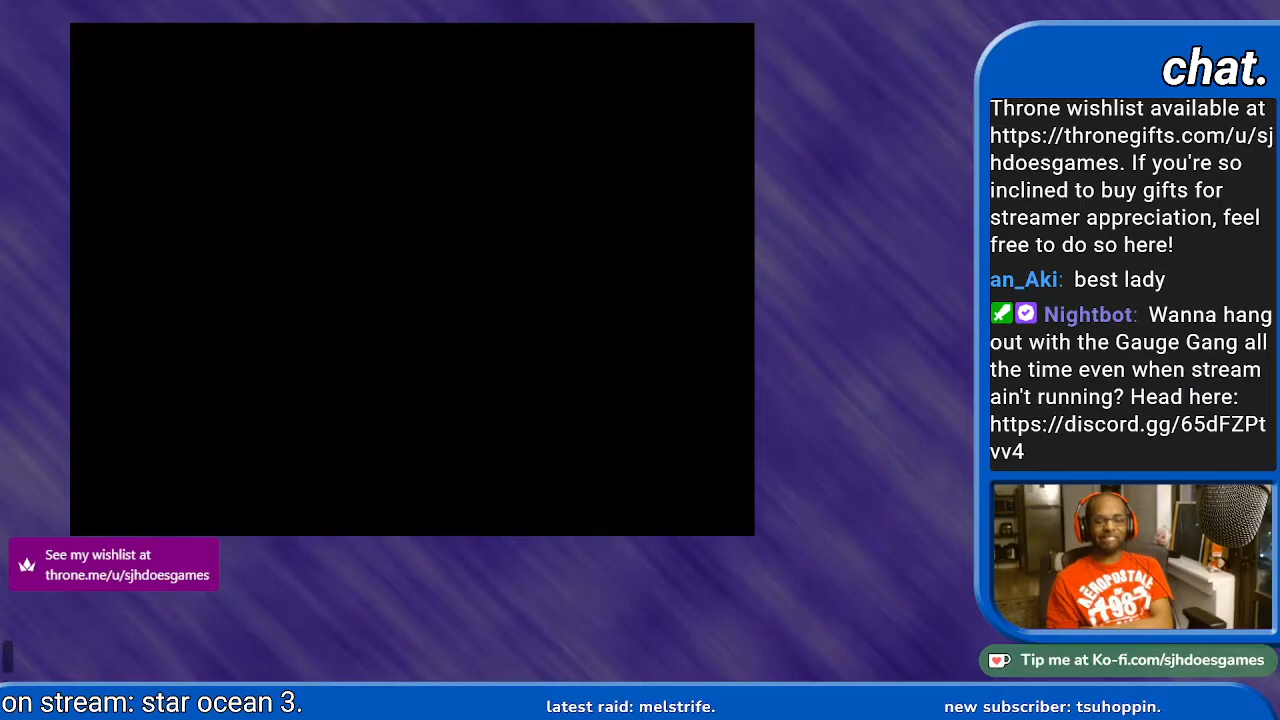 chat.
Throne wishlist available at
https://thronegifts.com/u/sj
hdoesgames. If you're so
inclined to buy gifts for
streamer appreciation, feel
free to do so here!
an_Aki: best lady
Nightbot: Wanna hang
out with the Gauge Gang all
the time even when stream
ain't running? Head here:
https://discord.gg/65dFZPt
vv4
AÉROPOSTALE
1987
See my wishlist at
throne.me/u/sjhdoesgames
Tip me at Ko-fi.com/sjhdoesgames
on stream: star ocean 3.
latest raid: melstrife.
new subscriber: tsuhoppin.